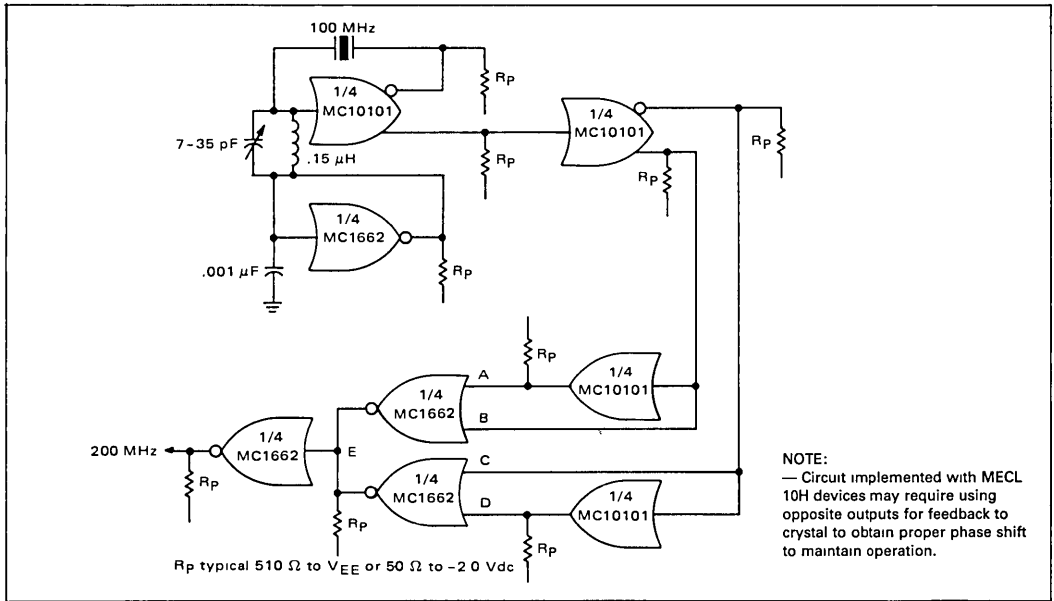 100 MHz
RP
1/4
MC10101
7-35 pF
.15 µH
RP
1/4
MC10101
RP
RP
1/4
MC1662
.001 µF
RP
RP
A
1/4
MC10101
1/4
MC1662
B
200 MHz
1/4
MC1662
E
C
RP
1/4
MC1662
D
1/4
MC10101
RP
RP
RP typical 510 Ω to VEE or 50 Ω to -2 0 Vdc
NOTE:
— Circuit implemented with MECL
10H devices may require using
opposite outputs for feedback to
crystal to obtain proper phase shift
to maintain operation.